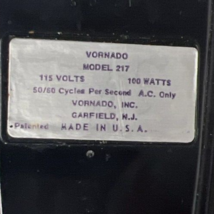 VORNADO
MODEL 217
115 VOLTS 100 WATTS
50/60 Cycles Per Second A.C. Only
VORNADO, INC.
GARFIELD, N.J.
Patented MADE IN U.S.A.